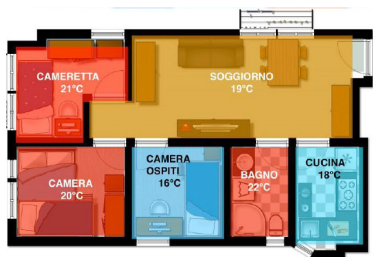 CAMERETTA
21°C
SOGGIORNO
19°C
CAMERA
20°C
CAMERA
OSPITI
16°C
BAGNO
22°C
CUCINA
18°C